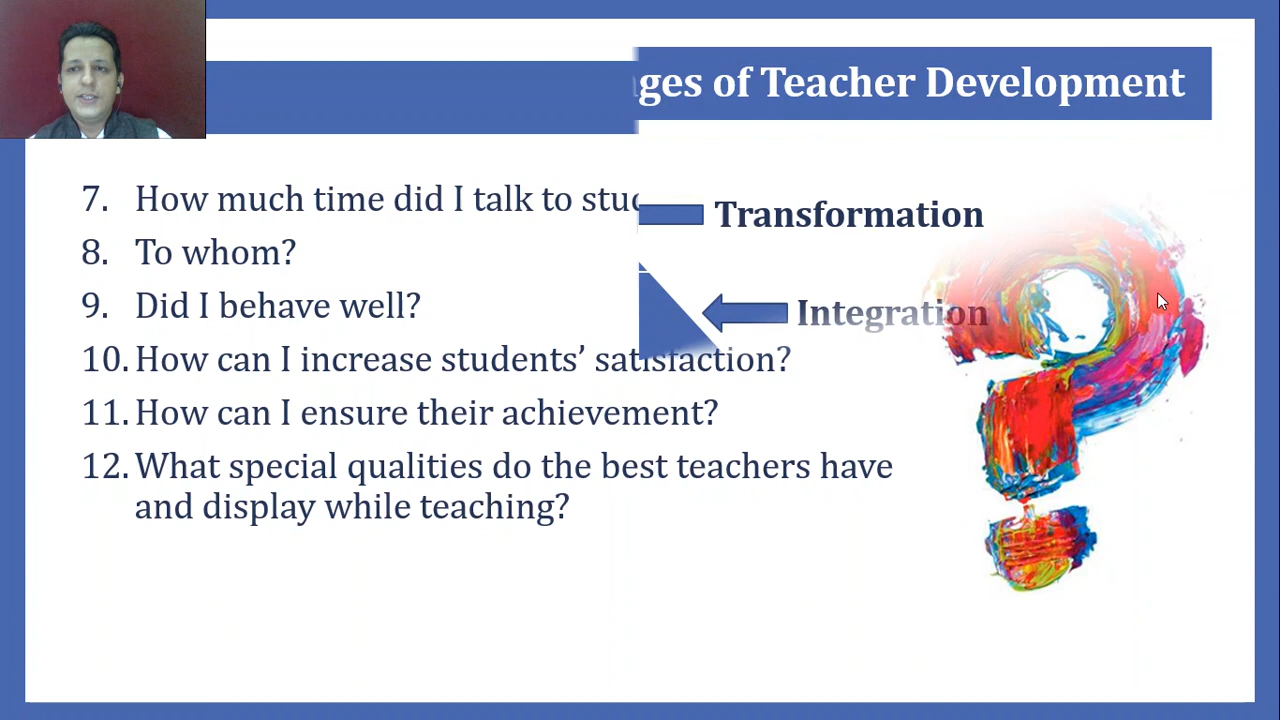 ges of Teacher Development
7. How much time did I talk to stu
Transformation
8. To whom?
9. Did I behave well?
Integration
10. How can I increase students’ satisfaction?
11. How can I ensure their achievement?
12. What special qualities do the best teachers have
and display while teaching?